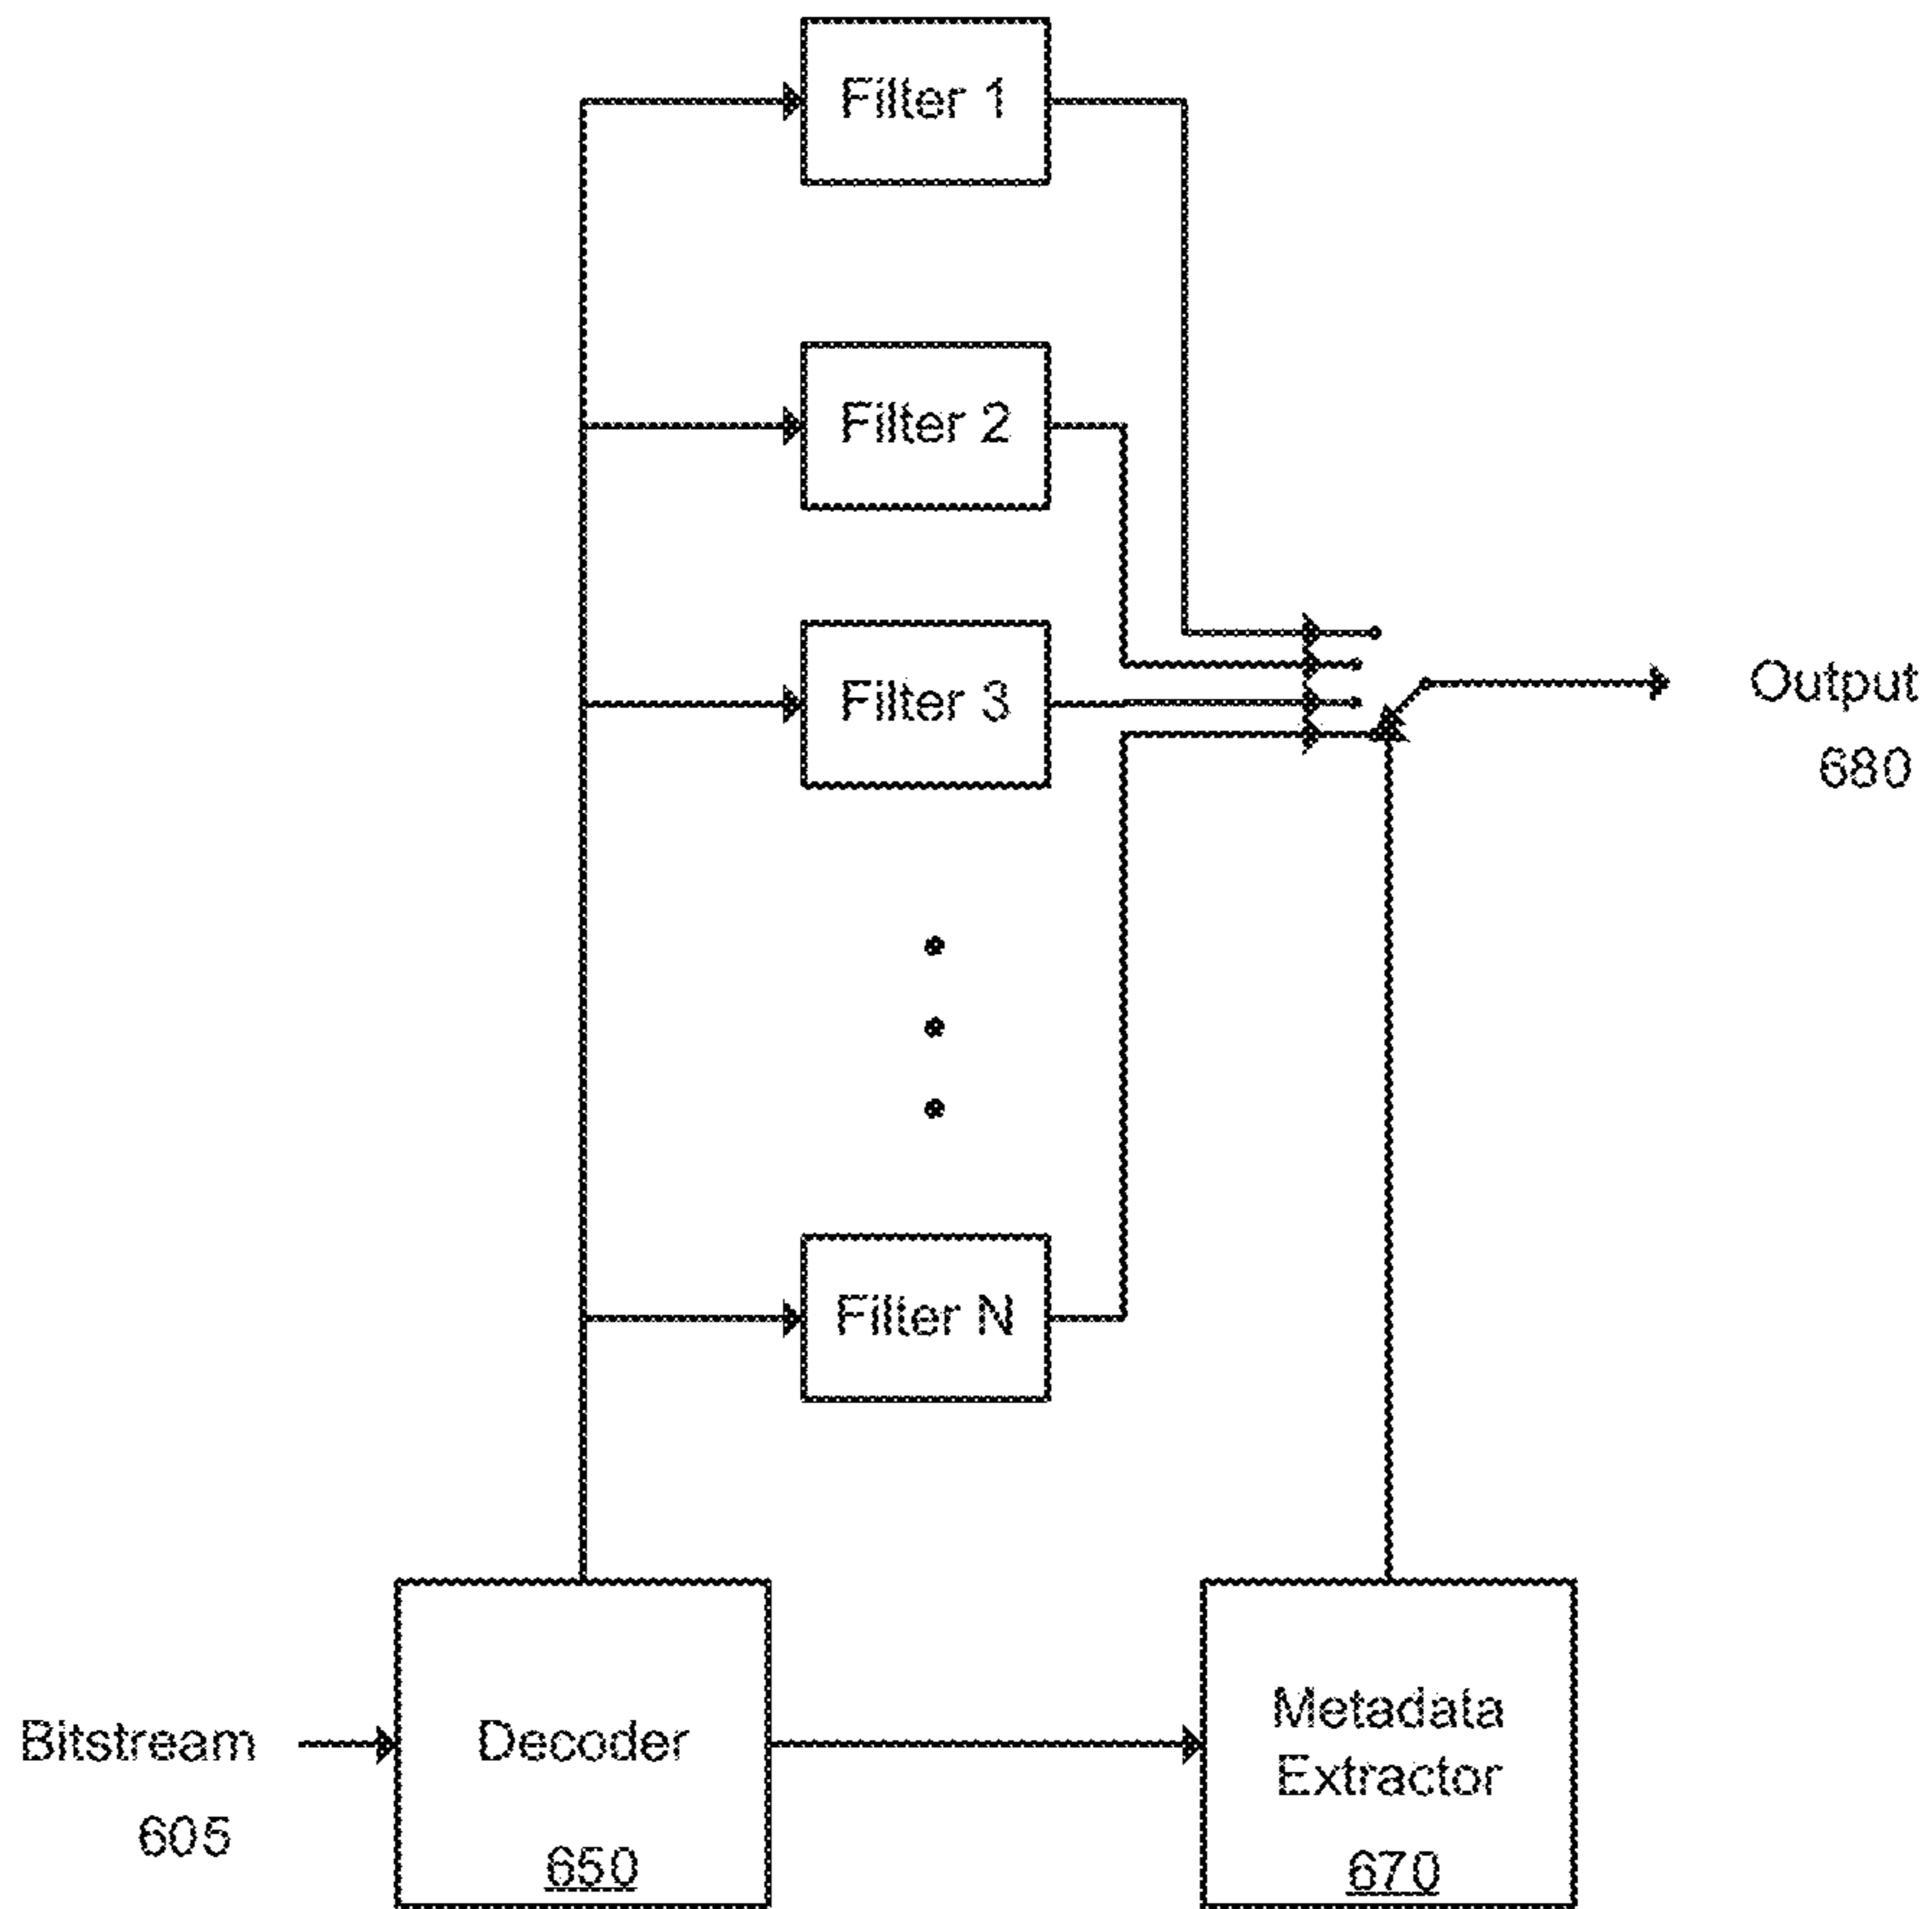 Filter 1
Filter 2
Filter 3
Output
680
Filter N
Bitstream
605
Decoder
650
Metadata
Extractor
670